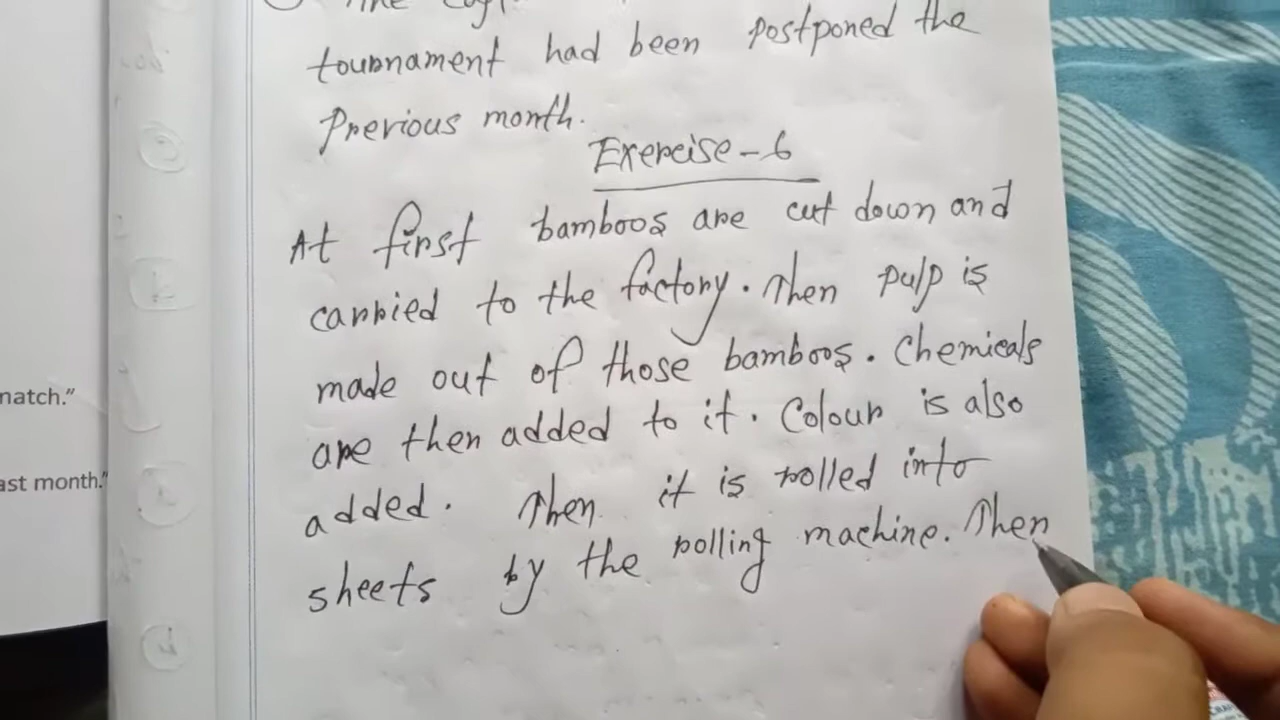 The
tournament had been postponed the
Previous month.
Exercise - 6
At first bamboos are cut down and
carried to the factory. Then pulp is
made out of those bamboos. Chemicals
are then added to it. Colour is also
added. Then it is rolled into
sheets by the rolling machine. Then
natch."
ast month."